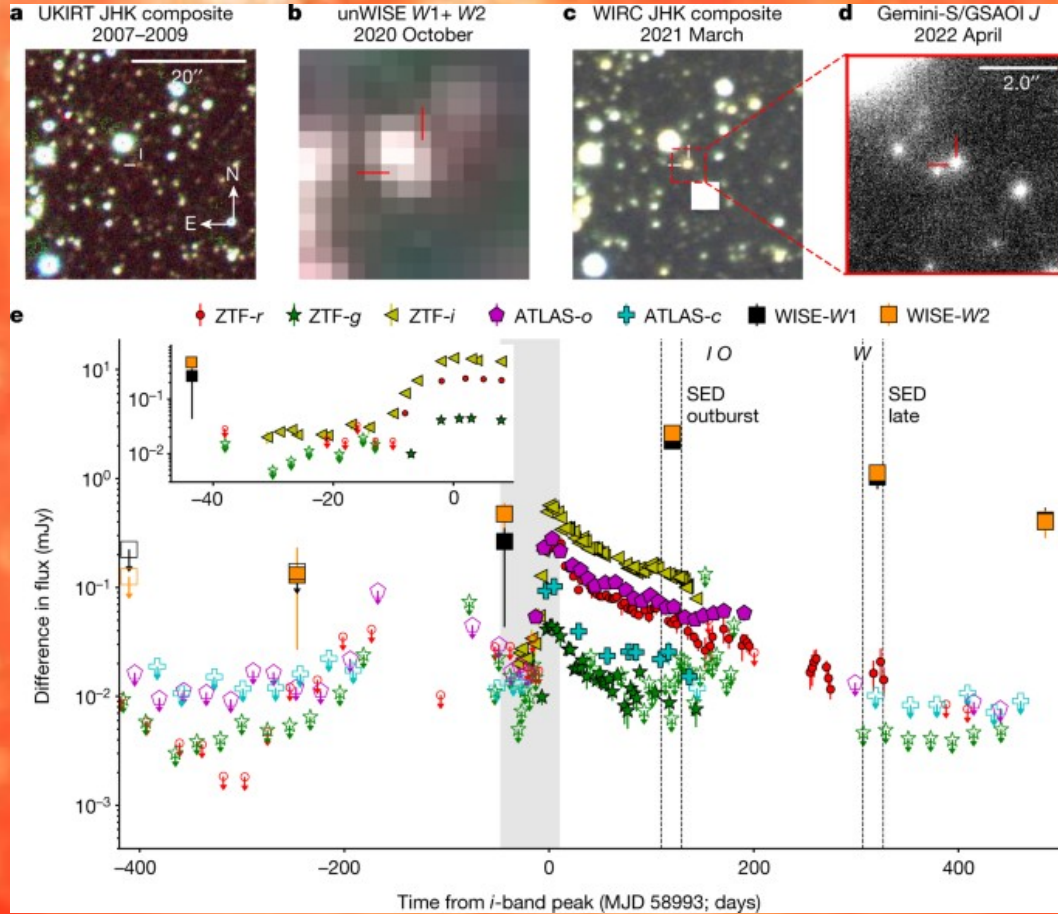 a UKIRT JHK composite
2007–2009
b unWISE W1+ W2
2020 October
c WIRC JHK composite
2021 March
d Gemini-S/GSAOI J
2022 April
20″
N
E
2.0″
e
ZTF-r ZTF-g ZTF-i ATLAS-o ATLAS-c WISE-W1 WISE-W2
10¹
10⁰
10⁻¹
10⁻²
10⁻³
10⁻¹
10⁻²
−40 −20 0
I O
W
SED
outburst
SED
late
Difference in flux (mJy)
−400 −200 0 200 400
Time from i-band peak (MJD 58993; days)